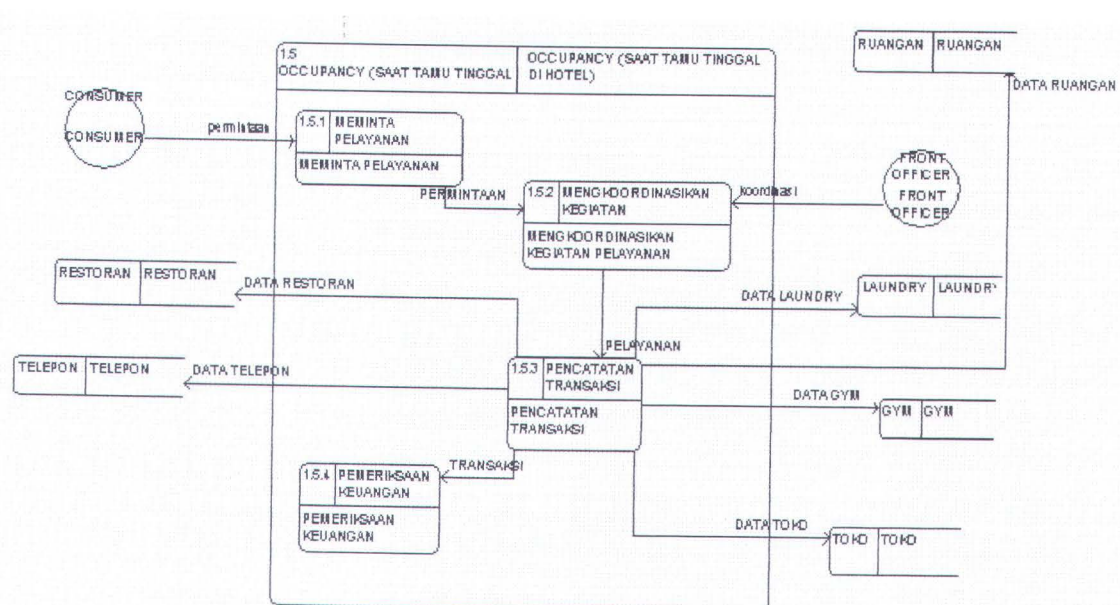 1.5
OCCUPANCY (SAAT TAMU TINGGAL
OCCUPANCY (SAAT TAMU TINGGAL
DI HOTEL)
RUANGAN
RUANGAN
DATA RUANGAN
CONSUMER
CONSUMER
permintaan
1.5.1
MEMINTA
PELAYANAN
MEMINTA PELAYANAN
PERMINTAAN
1.5.2
MENGKOORDINASIKAN
KEGIATAN
MENGKOORDINASIKAN
KEGIATAN PELAYANAN
koordinasi
FRONT
OFFICER
FRONT
OFFICER
RESTORAN
RESTORAN
DATA RESTORAN
DATA LAUNDRY
LAUNDRY
LAUNDRY
PELAYANAN
TELEPON
TELEPON
DATA TELEPON
1.5.3
PENCATATAN
TRANSAKSI
PENCATATAN
TRANSAKSI
DATA GYM
GYM
GYM
TRANSAKSI
1.5.4
PEMERIKSAAN
KEUANGAN
PEMERIKSAAN
KEUANGAN
DATA TOKO
TOKO
TOKO